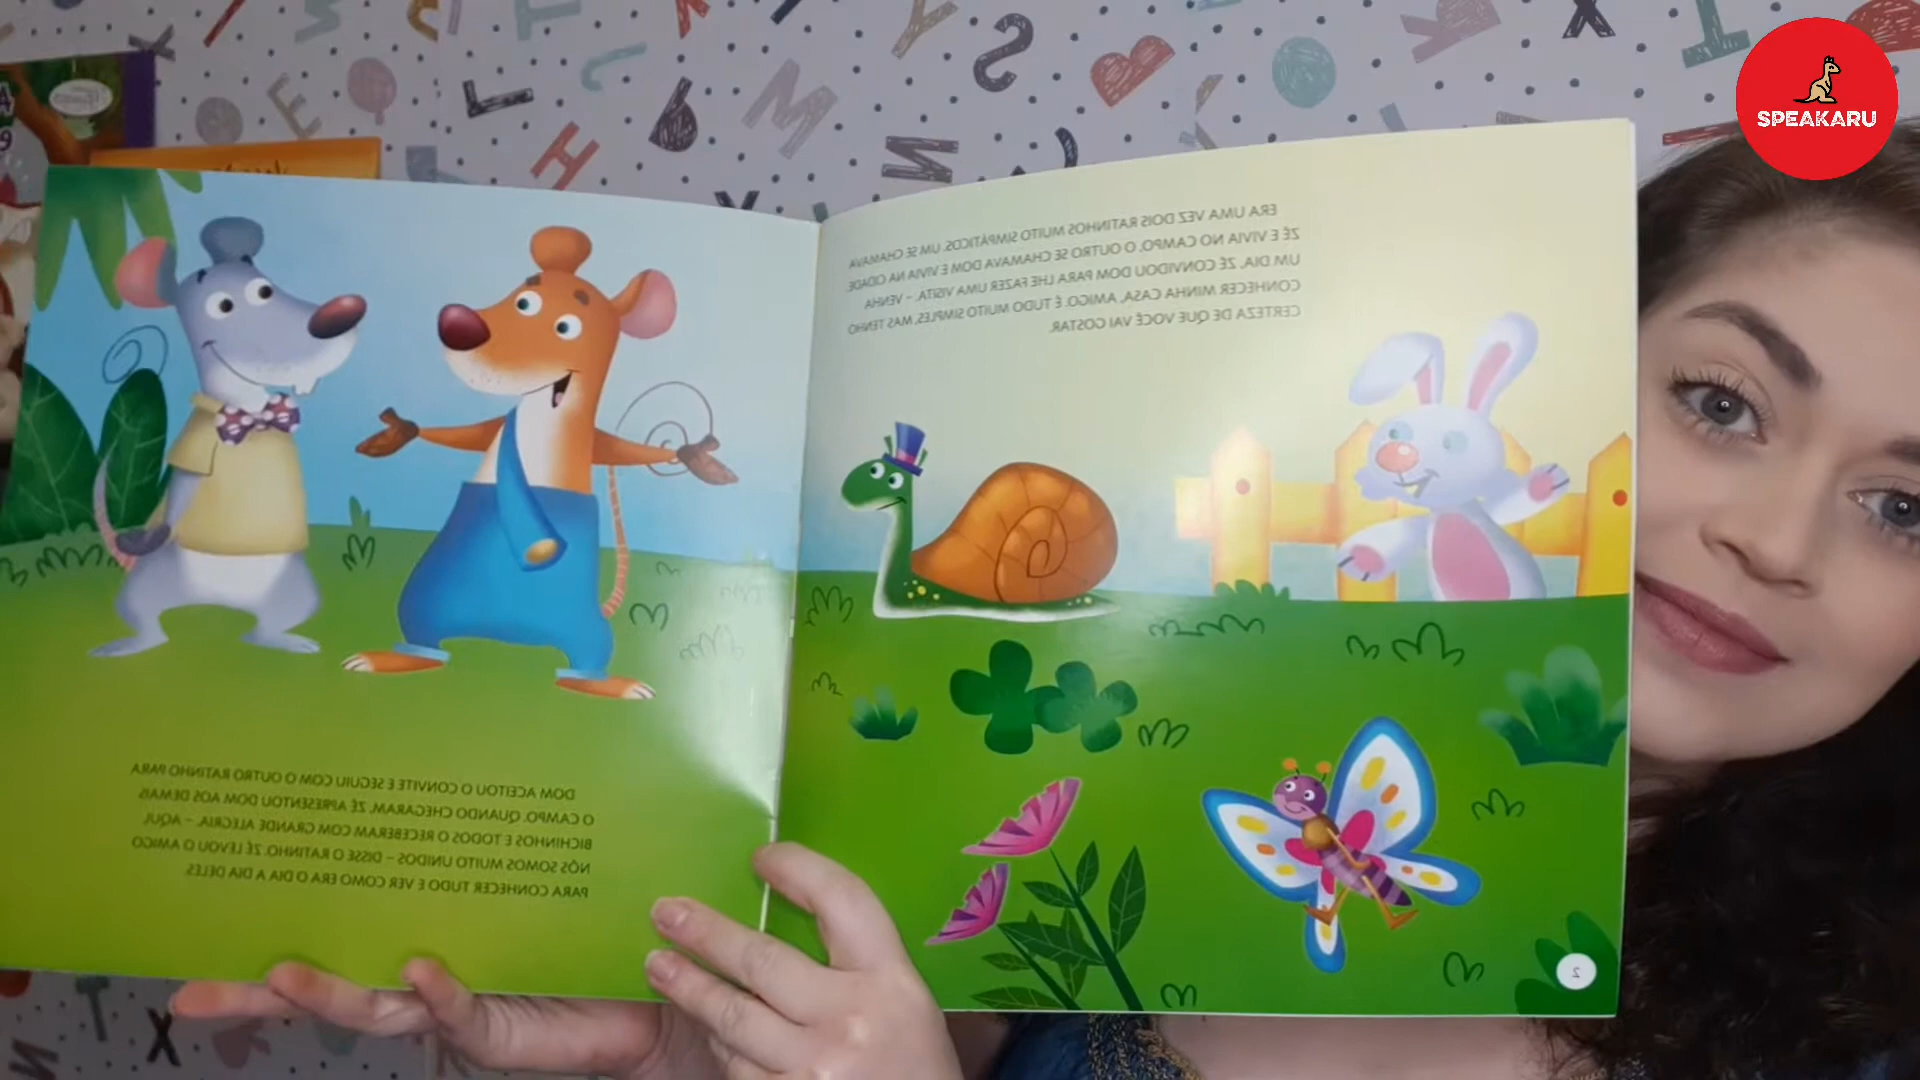 SPEAKARU
ERA UMA VEZ DOIS RATINHOS MUITO SIMPÁTICOS. UM SE CHAMAVA
ZÉ E VIVIA NO CAMPO. O OUTRO SE CHAMAVA DOM E VIVIA NA CIDADE.
UM DIA, ZÉ CONVIDOU DOM PARA LHE FAZER UMA VISITA. – VENHA
CONHECER MINHA CASA, AMIGO. É TUDO MUITO SIMPLES, MAS TENHO
CERTEZA DE QUE VOCÊ VAI GOSTAR.
2
DOM ACEITOU O CONVITE E SEGUIU COM O OUTRO RATINHO PARA
O CAMPO. QUANDO CHEGARAM, ZÉ APRESENTOU DOM AOS DEMAIS
BICHINHOS E TODOS O RECEBERAM COM GRANDE ALEGRIA. – AQUI,
NÓS SOMOS MUITO UNIDOS – DISSE O RATINHO. ZÉ LEVOU O AMIGO
PARA CONHECER TUDO E VER COMO ERA O DIA A DIA DELES.